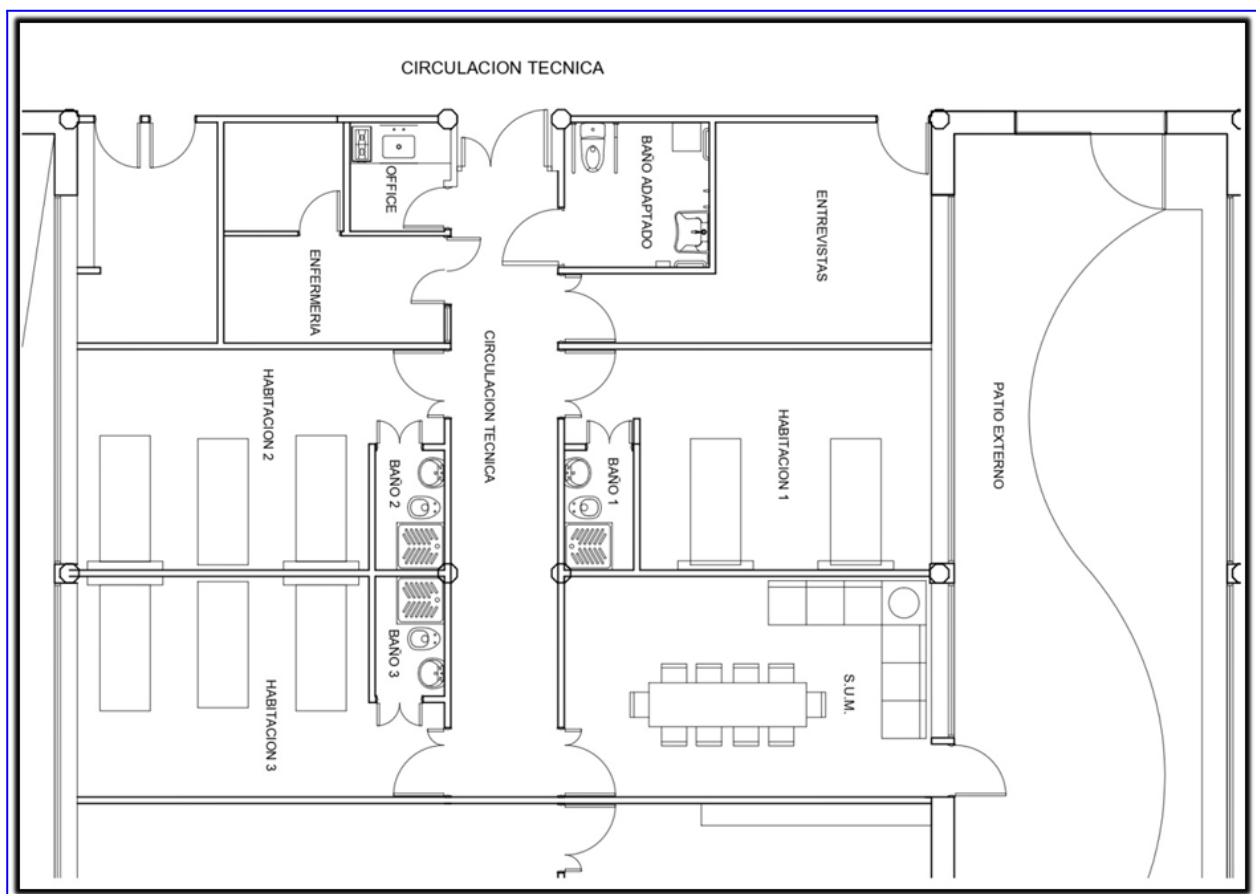 CIRCULACION TECNICA
OFFICE
BAÑO ADAPTADO
ENTREVISTAS
ENFERMERIA
CIRCULACION TECNICA
HABITACION 2
HABITACION 1
PATIO EXTERNO
BAÑO 2
BAÑO 1
BAÑO 3
HABITACION 3
S.U.M.